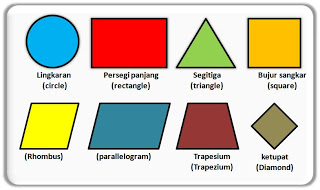 Lingkaran
(circle)
Persegi panjang
(rectangle)
Segitiga
(triangle)
Bujur sangkar
(square)
(Rhombus)
(parallelogram)
Trapesium
(Trapezium)
ketupat
(Diamond)